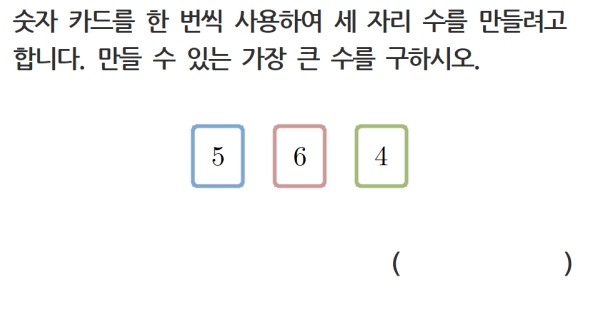 숫자 카드를 한 번씩 사용하여 세 자리 수를 만들려고
합니다. 만들 수 있는 가장 큰 수를 구하시오.
5 6 4
( )